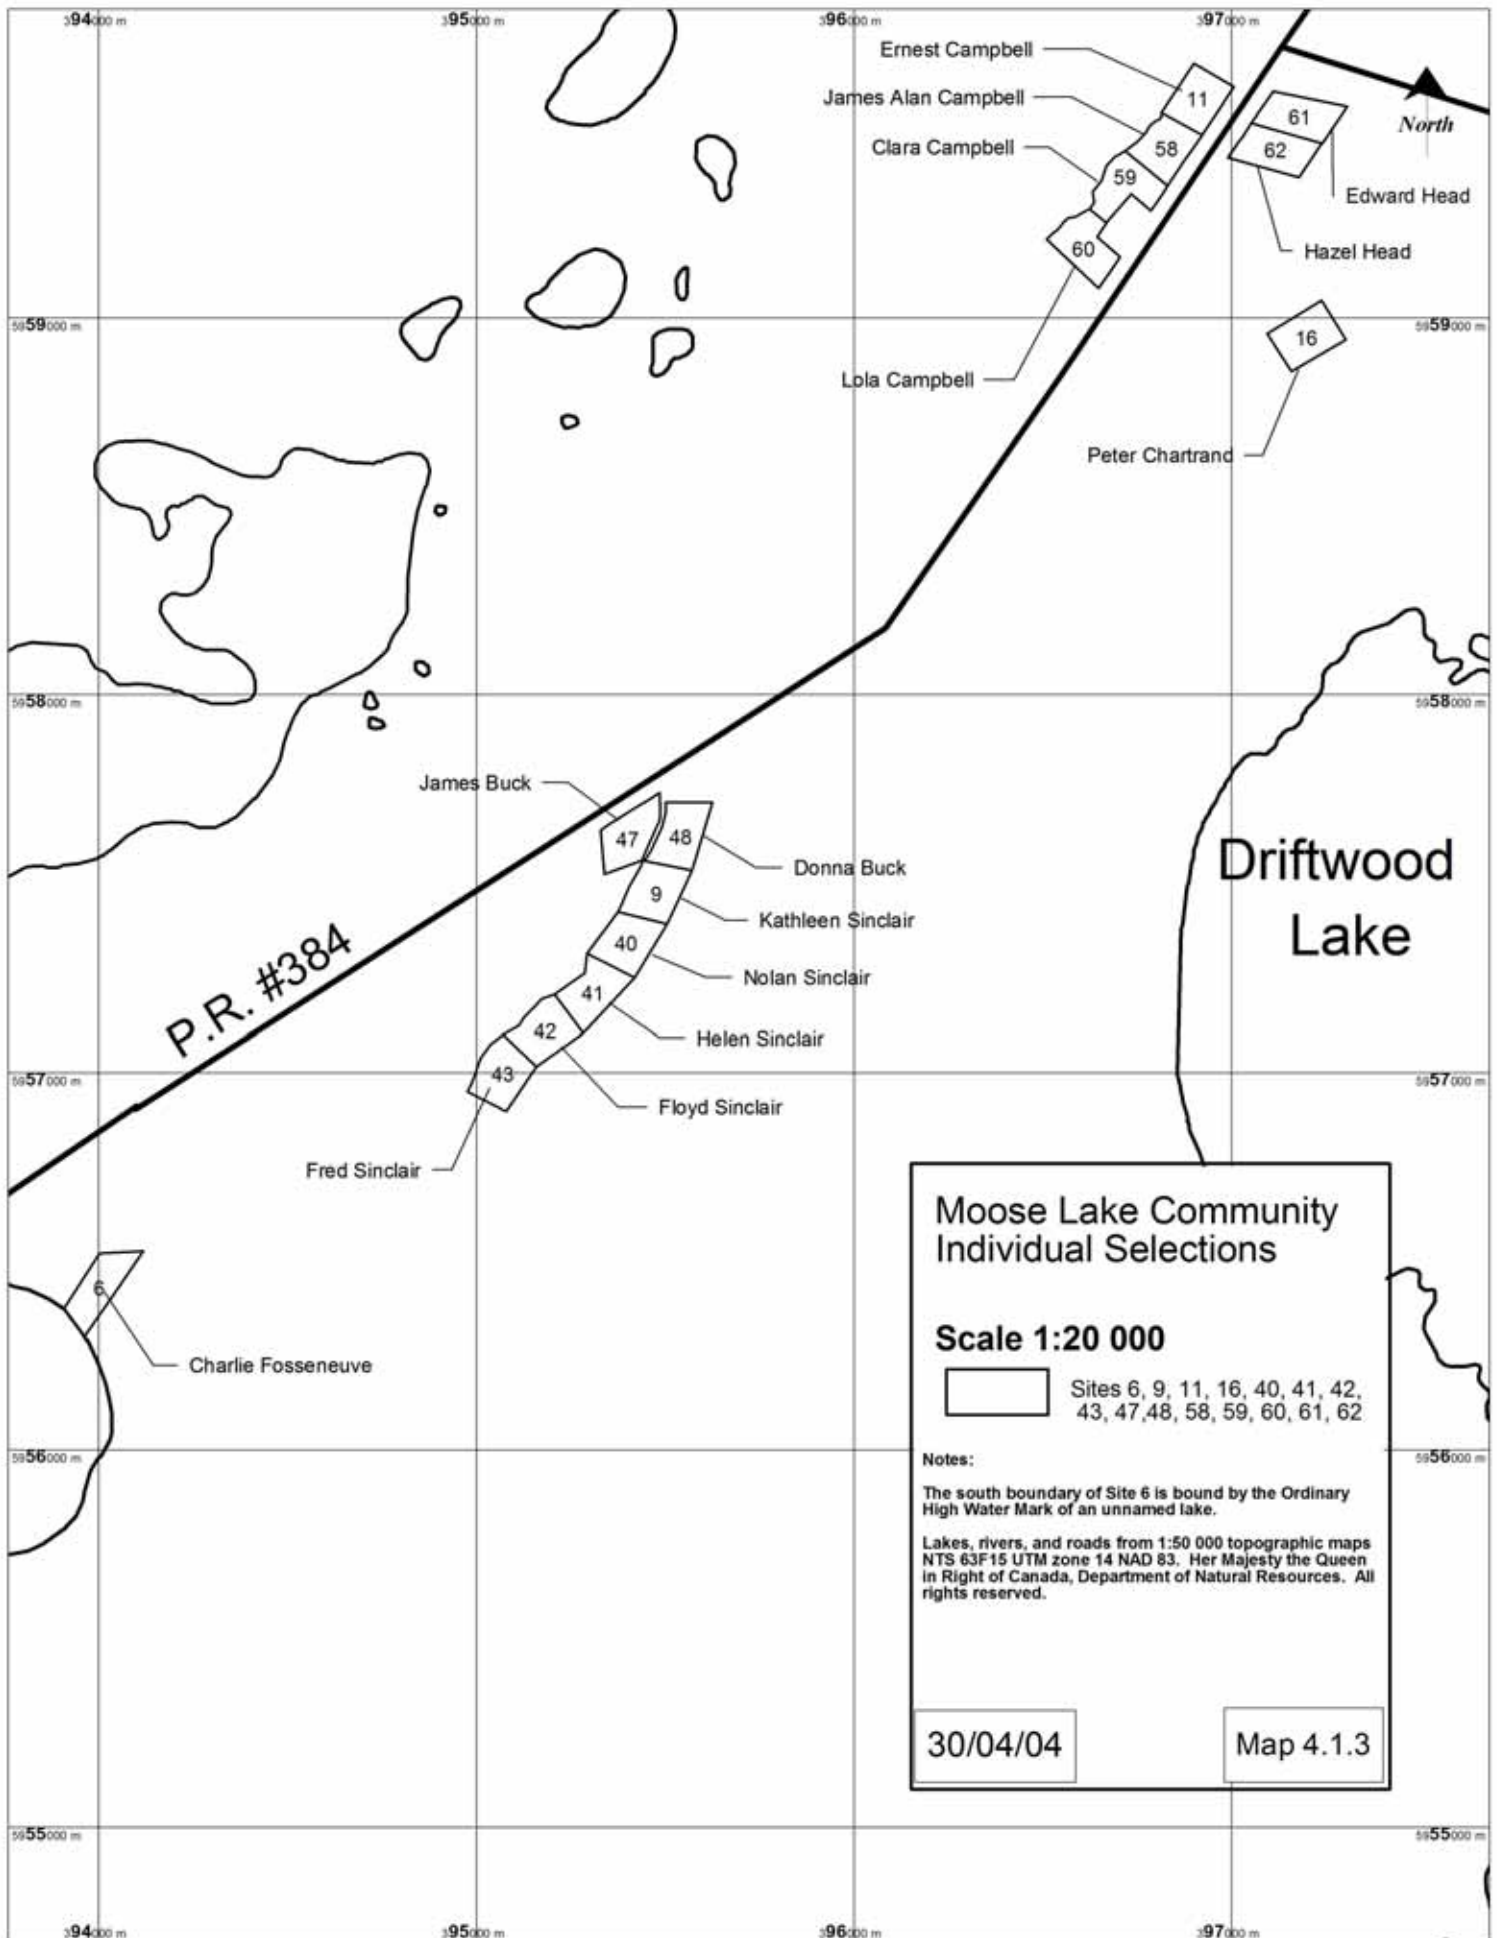 394000 m
395000 m
396000 m
397000 m
Ernest Campbell
James Alan Campbell
Clara Campbell
11
58
59
60
61
62
North
Edward Head
Hazel Head
5959000 m
5959000 m
16
Lola Campbell
Peter Chartrand
5958000 m
5958000 m
James Buck
47
48
Donna Buck
9
Kathleen Sinclair
40
Nolan Sinclair
41
Helen Sinclair
42
Floyd Sinclair
43
Fred Sinclair
Driftwood
Lake
P.R. #384
5957000 m
5957000 m
6
Charlie Fosseneuve
Moose Lake Community
Individual Selections
Scale 1:20 000
Sites 6, 9, 11, 16, 40, 41, 42,
43, 47,48, 58, 59, 60, 61, 62
5956000 m
5956000 m
Notes:
The south boundary of Site 6 is bound by the Ordinary
High Water Mark of an unnamed lake.
Lakes, rivers, and roads from 1:50 000 topographic maps
NTS 63F15 UTM zone 14 NAD 83. Her Majesty the Queen
in Right of Canada, Department of Natural Resources. All
rights reserved.
30/04/04
Map 4.1.3
5955000 m
5955000 m
394000 m
395000 m
396000 m
397000 m